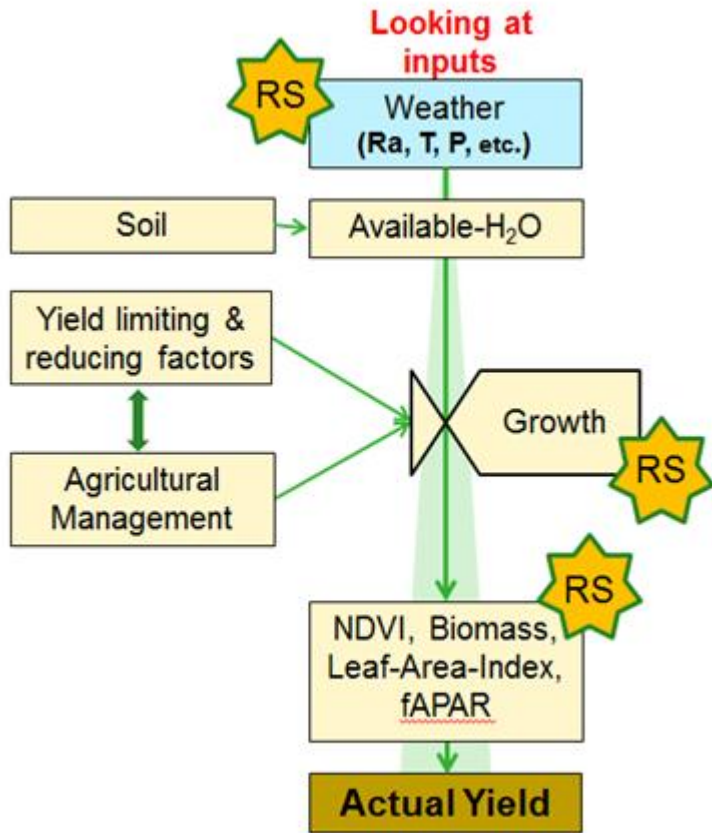 Looking at
inputs
RS
Weather
(Ra, T, P, etc.)
Soil
Available-H₂O
Yield limiting &
reducing factors
Growth
RS
Agricultural
Management
RS
NDVI, Biomass,
Leaf-Area-Index,
fAPAR
Actual Yield